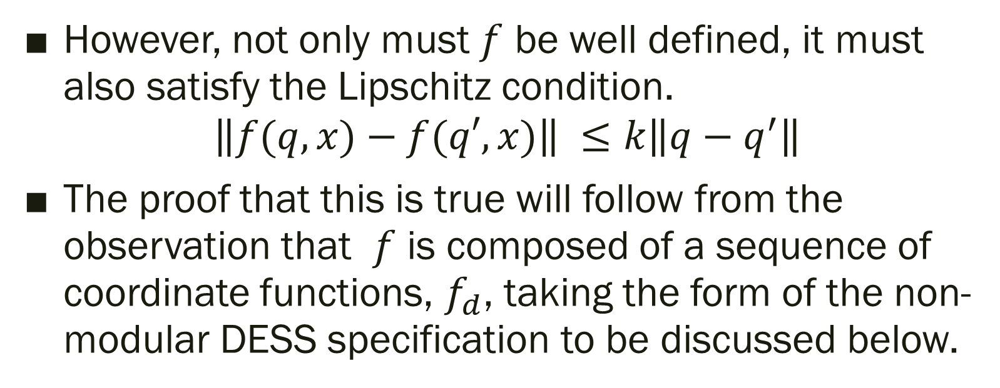 ■ However, not only must f be well defined, it must
also satisfy the Lipschitz condition.
‖f(q, x) − f(q′, x)‖ ≤ k‖q − q′‖
■ The proof that this is true will follow from the
observation that f is composed of a sequence of
coordinate functions, f_d, taking the form of the non-
modular DESS specification to be discussed below.